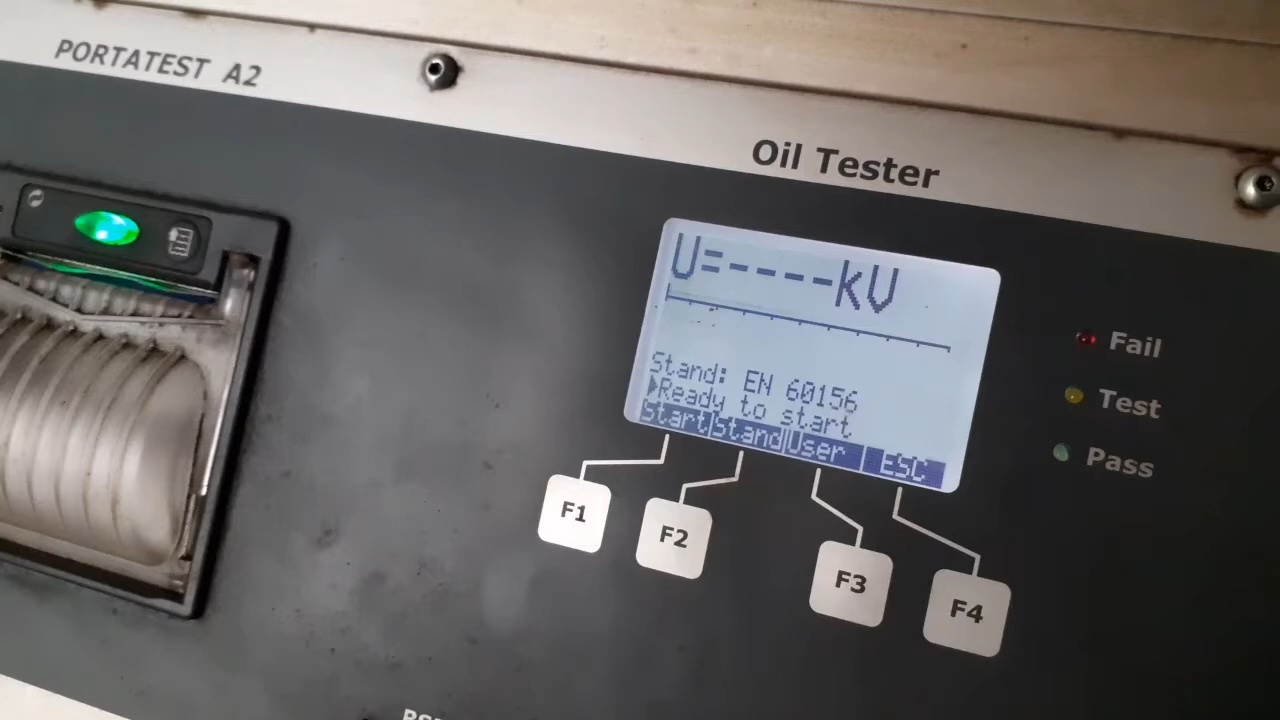 PORTATEST A2
Oil Tester
U=----kV
Stand: EN 60156
Ready to start
Start|Stand|User | ESC
Fail
Test
Pass
F1
F2
F3
F4